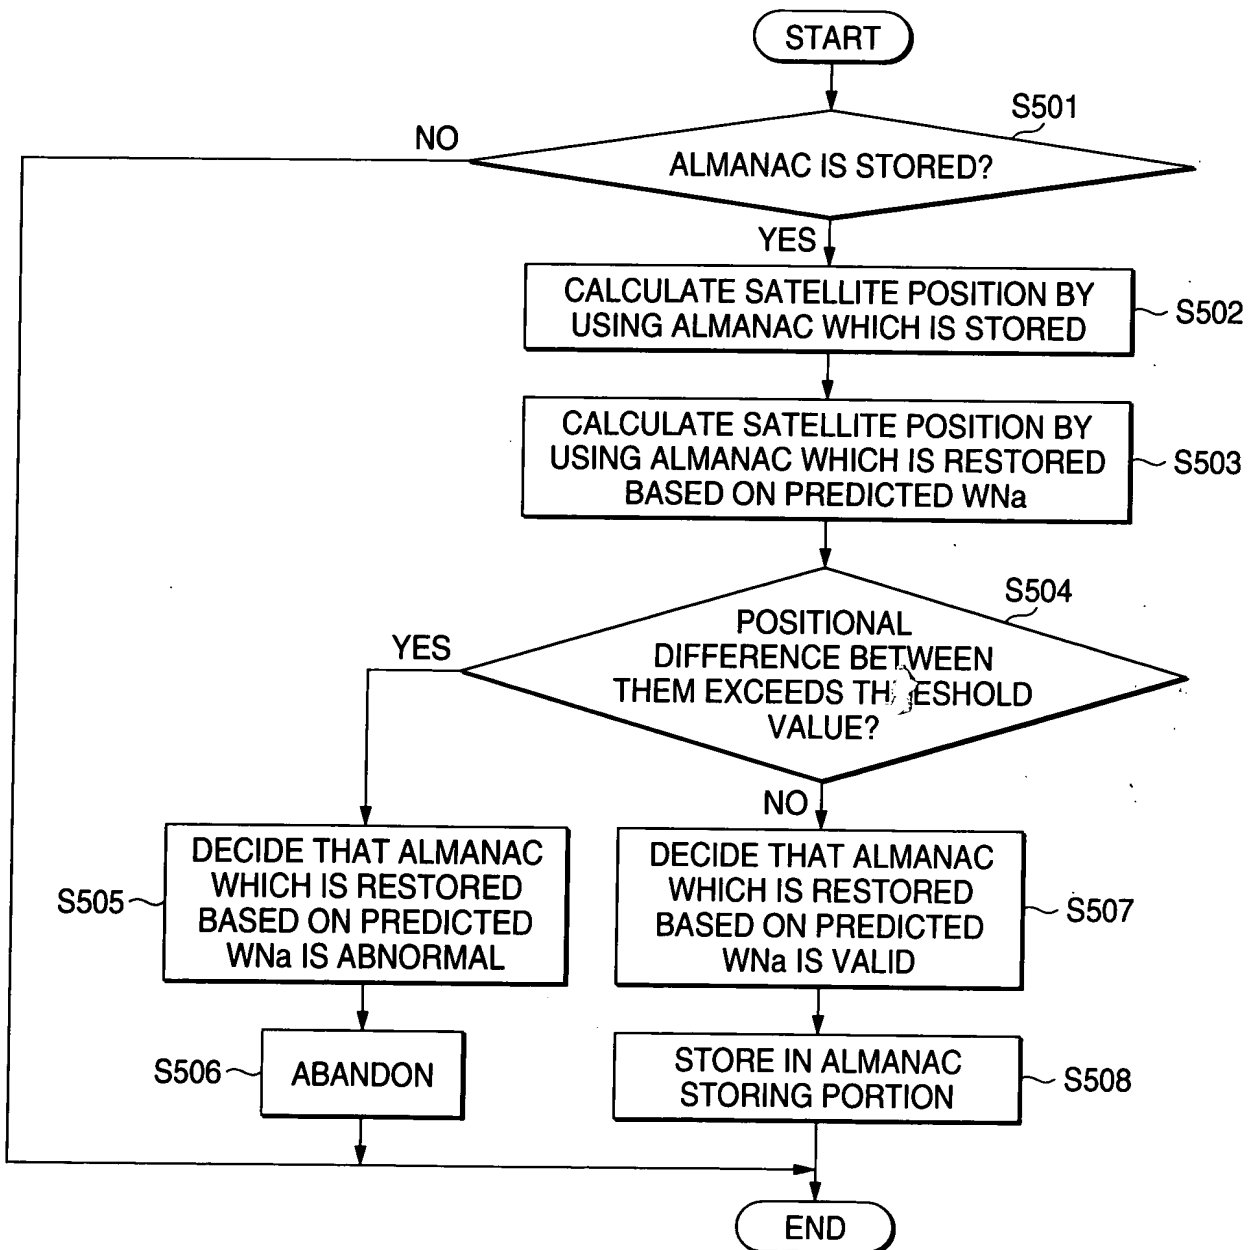 START
S501
NO
ALMANAC IS STORED?
YES
CALCULATE SATELLITE POSITION BY
USING ALMANAC WHICH IS STORED
S502
CALCULATE SATELLITE POSITION BY
USING ALMANAC WHICH IS RESTORED
BASED ON PREDICTED WNa
S503
S504
YES
POSITIONAL
DIFFERENCE BETWEEN
THEM EXCEEDS THRESHOLD
VALUE?
NO
DECIDE THAT ALMANAC
WHICH IS RESTORED
BASED ON PREDICTED
WNa IS ABNORMAL
S505
DECIDE THAT ALMANAC
WHICH IS RESTORED
BASED ON PREDICTED
WNa IS VALID
S507
S506
ABANDON
STORE IN ALMANAC
STORING PORTION
S508
END